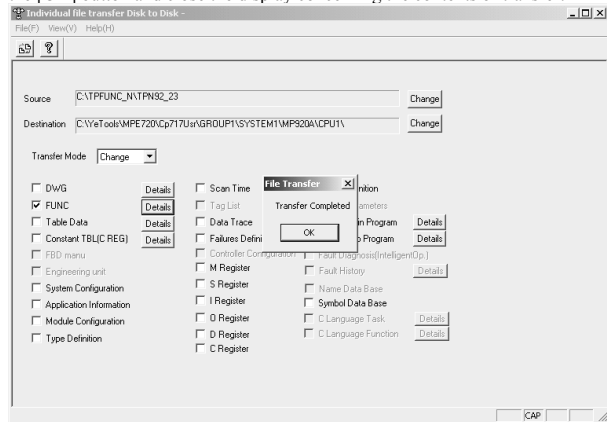 Individual file transfer Disk to Disk -
File(F) View(V) Help(H)
Source C:\TPFUNC_N\TPN92_23 Change
Destination C:\YeTools\MPE720\Cp717Usr\GROUP1\SYSTEM1\MP920A\CPU1\ Change
Transfer Mode Change
DWG Details
FUNC Details
Table Data Details
Constant TBL(C REG) Details
FBD manu
Engineering unit
System Configuration
Application Information
Module Configuration
Type Definition
Scan Time
Tag List
Data Trace
Failures Defini
Controller Configuration
M Register
S Register
I Register
O Register
D Register
C Register
File Transfer
Transfer Completed
OK
nition
ameters
in Program Details
Program Details
Fault Diagnosis(IntelligentOp.)
Fault History Details
Name Data Base
Symbol Data Base
C Language Task Details
C Language Function Details
CAP